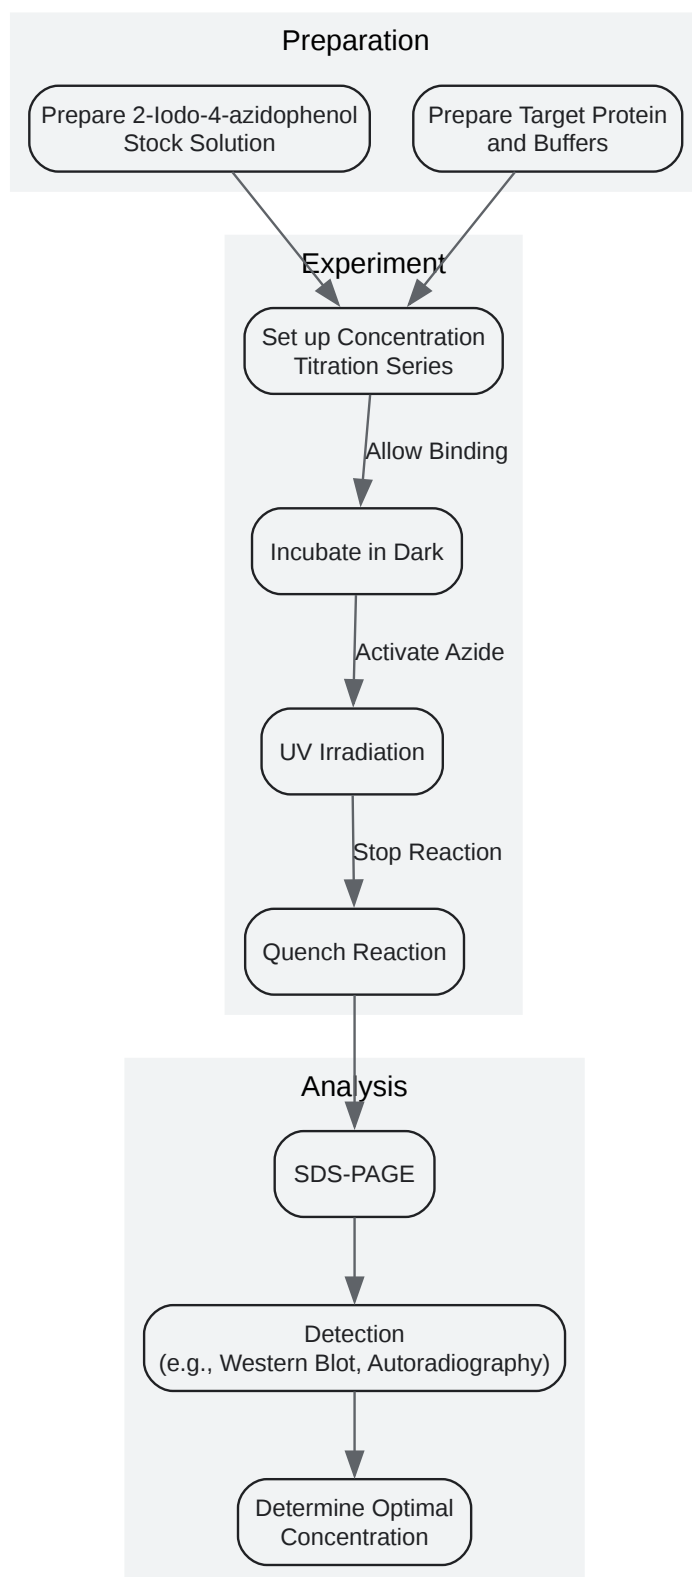 Preparation
Prepare 2-Iodo-4-azidophenol
Stock Solution
Prepare Target Protein
and Buffers
Experiment
Set up Concentration
Titration Series
Allow Binding
Incubate in Dark
Activate Azide
UV Irradiation
Stop Reaction
Quench Reaction
Analysis
SDS-PAGE
Detection
(e.g., Western Blot, Autoradiography)
Determine Optimal
Concentration